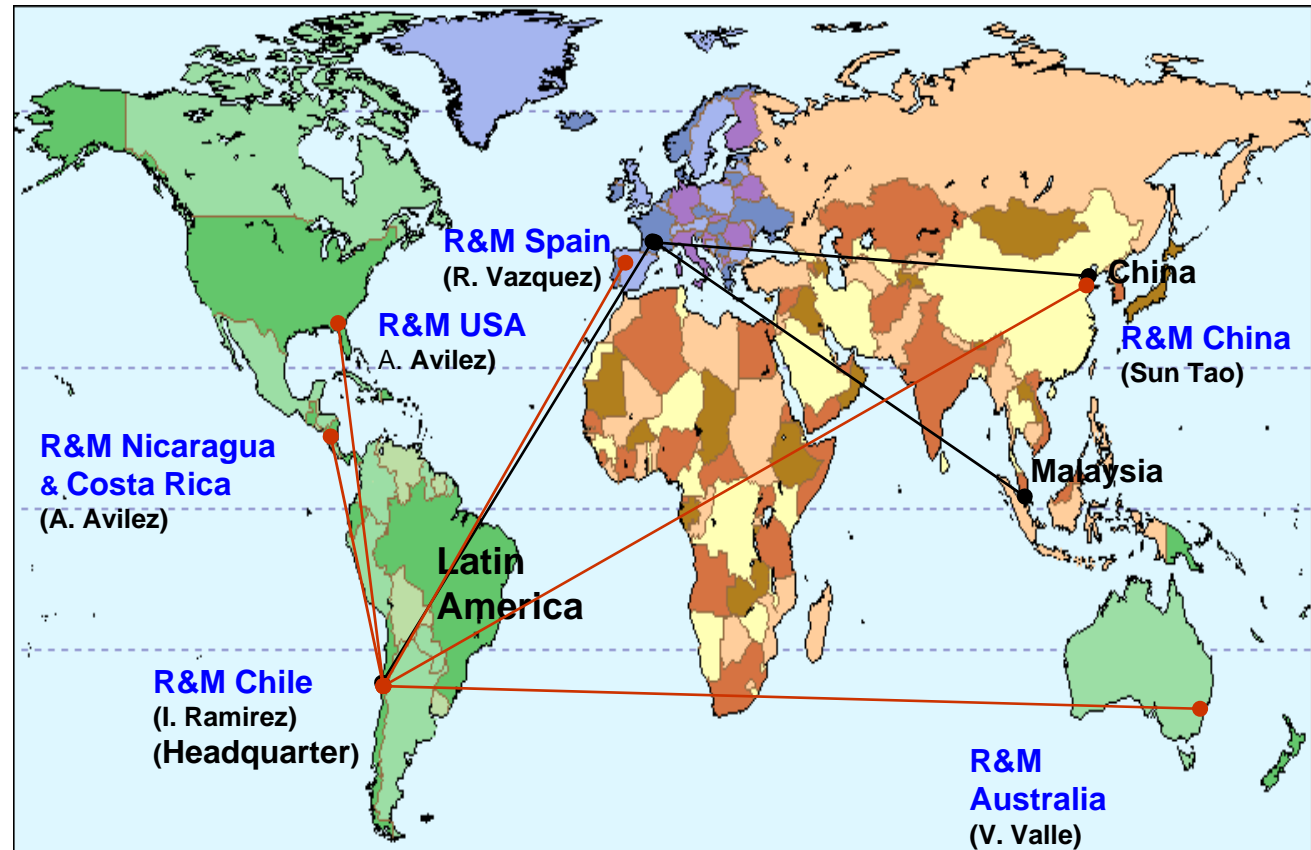 R&M Spain
(R. Vazquez)
China
R&M USA
A. Avilez)
R&M China
(Sun Tao)
R&M Nicaragua
& Costa Rica
(A. Avilez)
Malaysia
Latin
America
R&M Chile
(I. Ramirez)
(Headquarter)
R&M
Australia
(V. Valle)